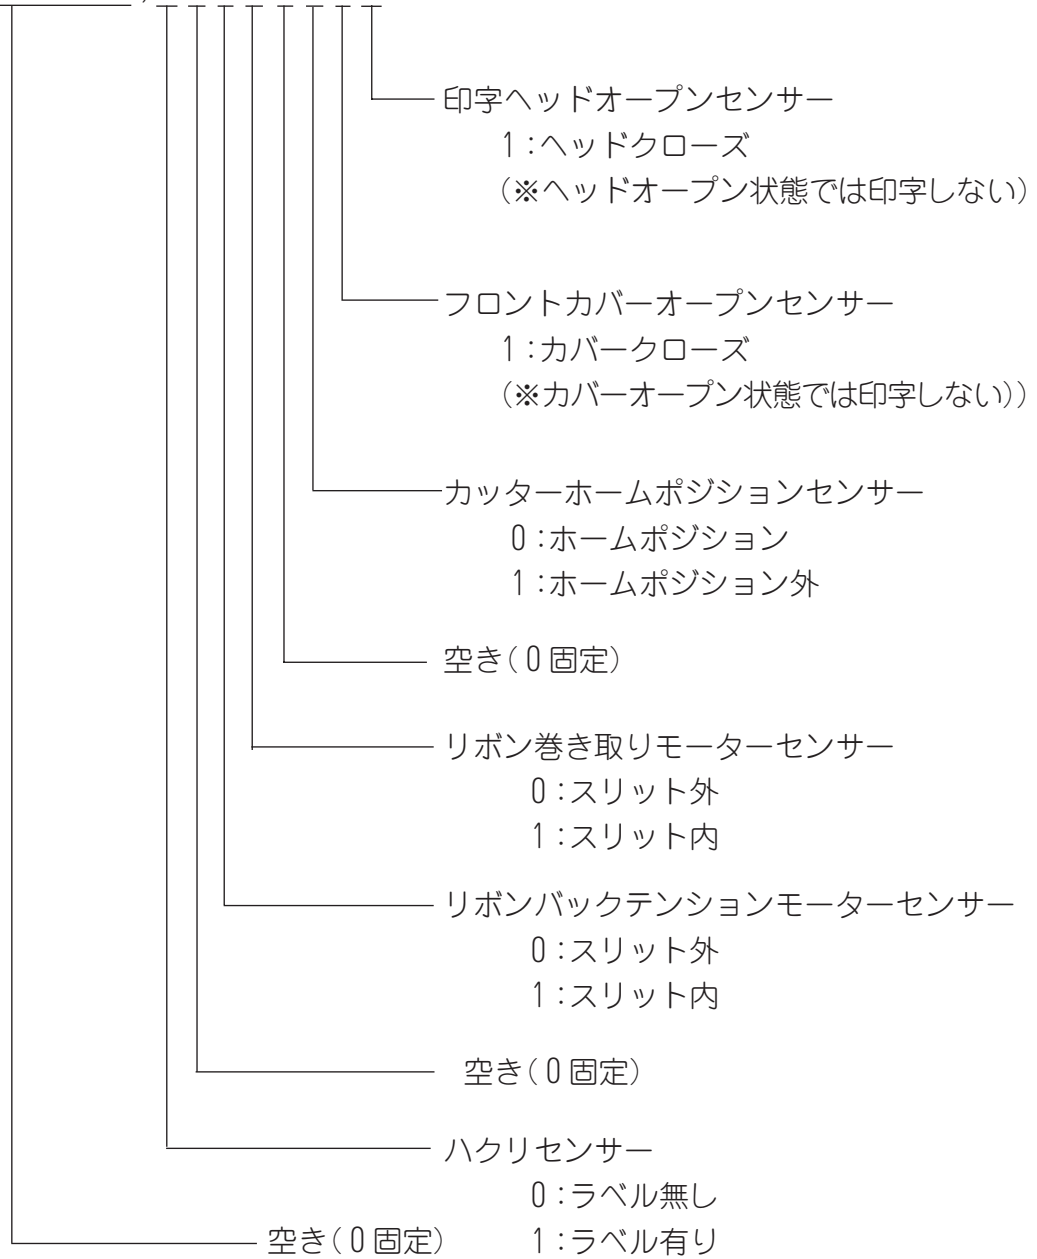 印字ヘッドオープンセンサー
1:ヘッドクローズ
(※ヘッドオープン状態では印字しない)
フロントカバーオープンセンサー
1:カバークローズ
(※カバーオープン状態では印字しない))
カッターホームポジションセンサー
0:ホームポジション
1:ホームポジション外
空き(0固定)
リボン巻き取りモーターセンサー
0:スリット外
1:スリット内
リボンバックテンションモーターセンサー
0:スリット外
1:スリット内
空き(0固定)
ハクリセンサー
0:ラベル無し
空き(0固定) 1:ラベル有り